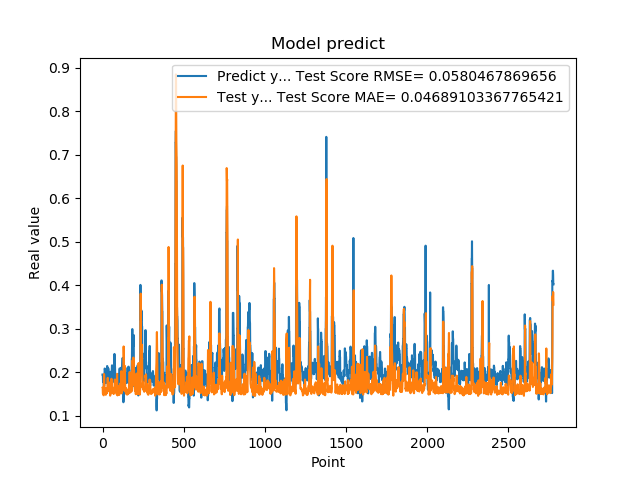 Model predict
Predict y... Test Score RMSE= 0.0580467869656
Test y... Test Score MAE= 0.04689103367765421
0.9
0.8
0.7
0.6
0.5
0.4
0.3
0.2
0.1
Real value
0 500 1000 1500 2000 2500
Point